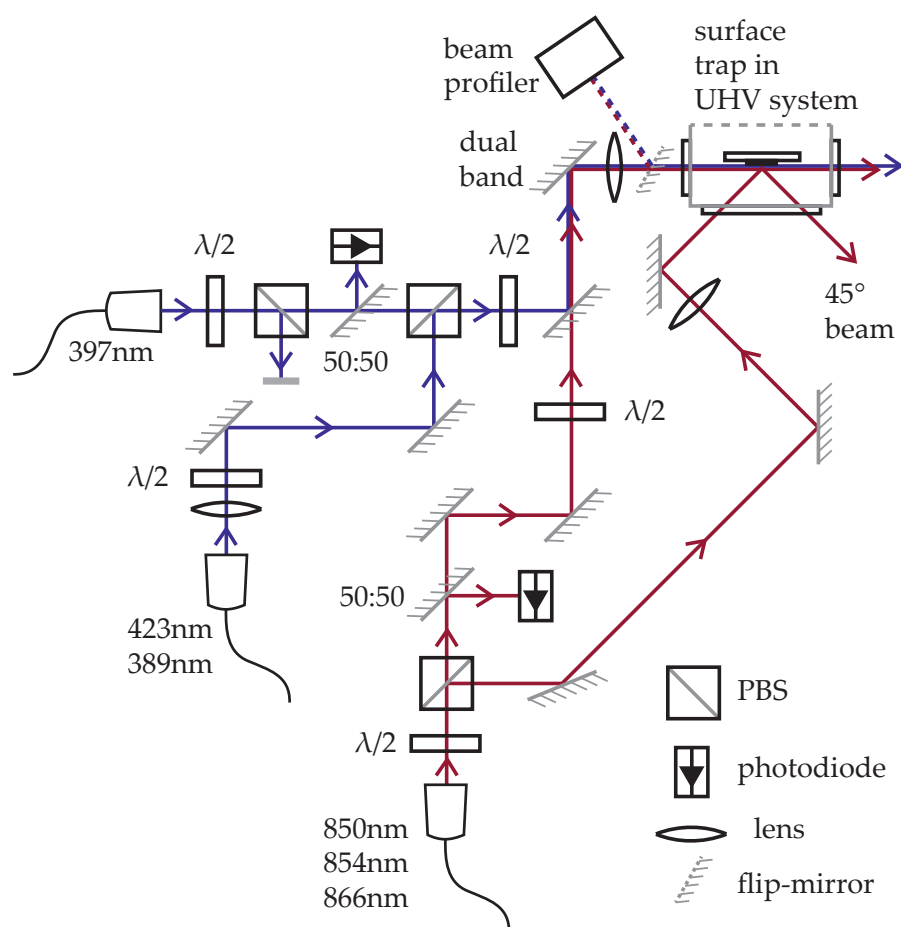 beam
profiler
surface
trap in
UHV system
dual
band
λ/2
λ/2
397nm
50:50
45°
beam
λ/2
λ/2
50:50
423nm
389nm
PBS
λ/2
photodiode
850nm
854nm
866nm
lens
flip-mirror